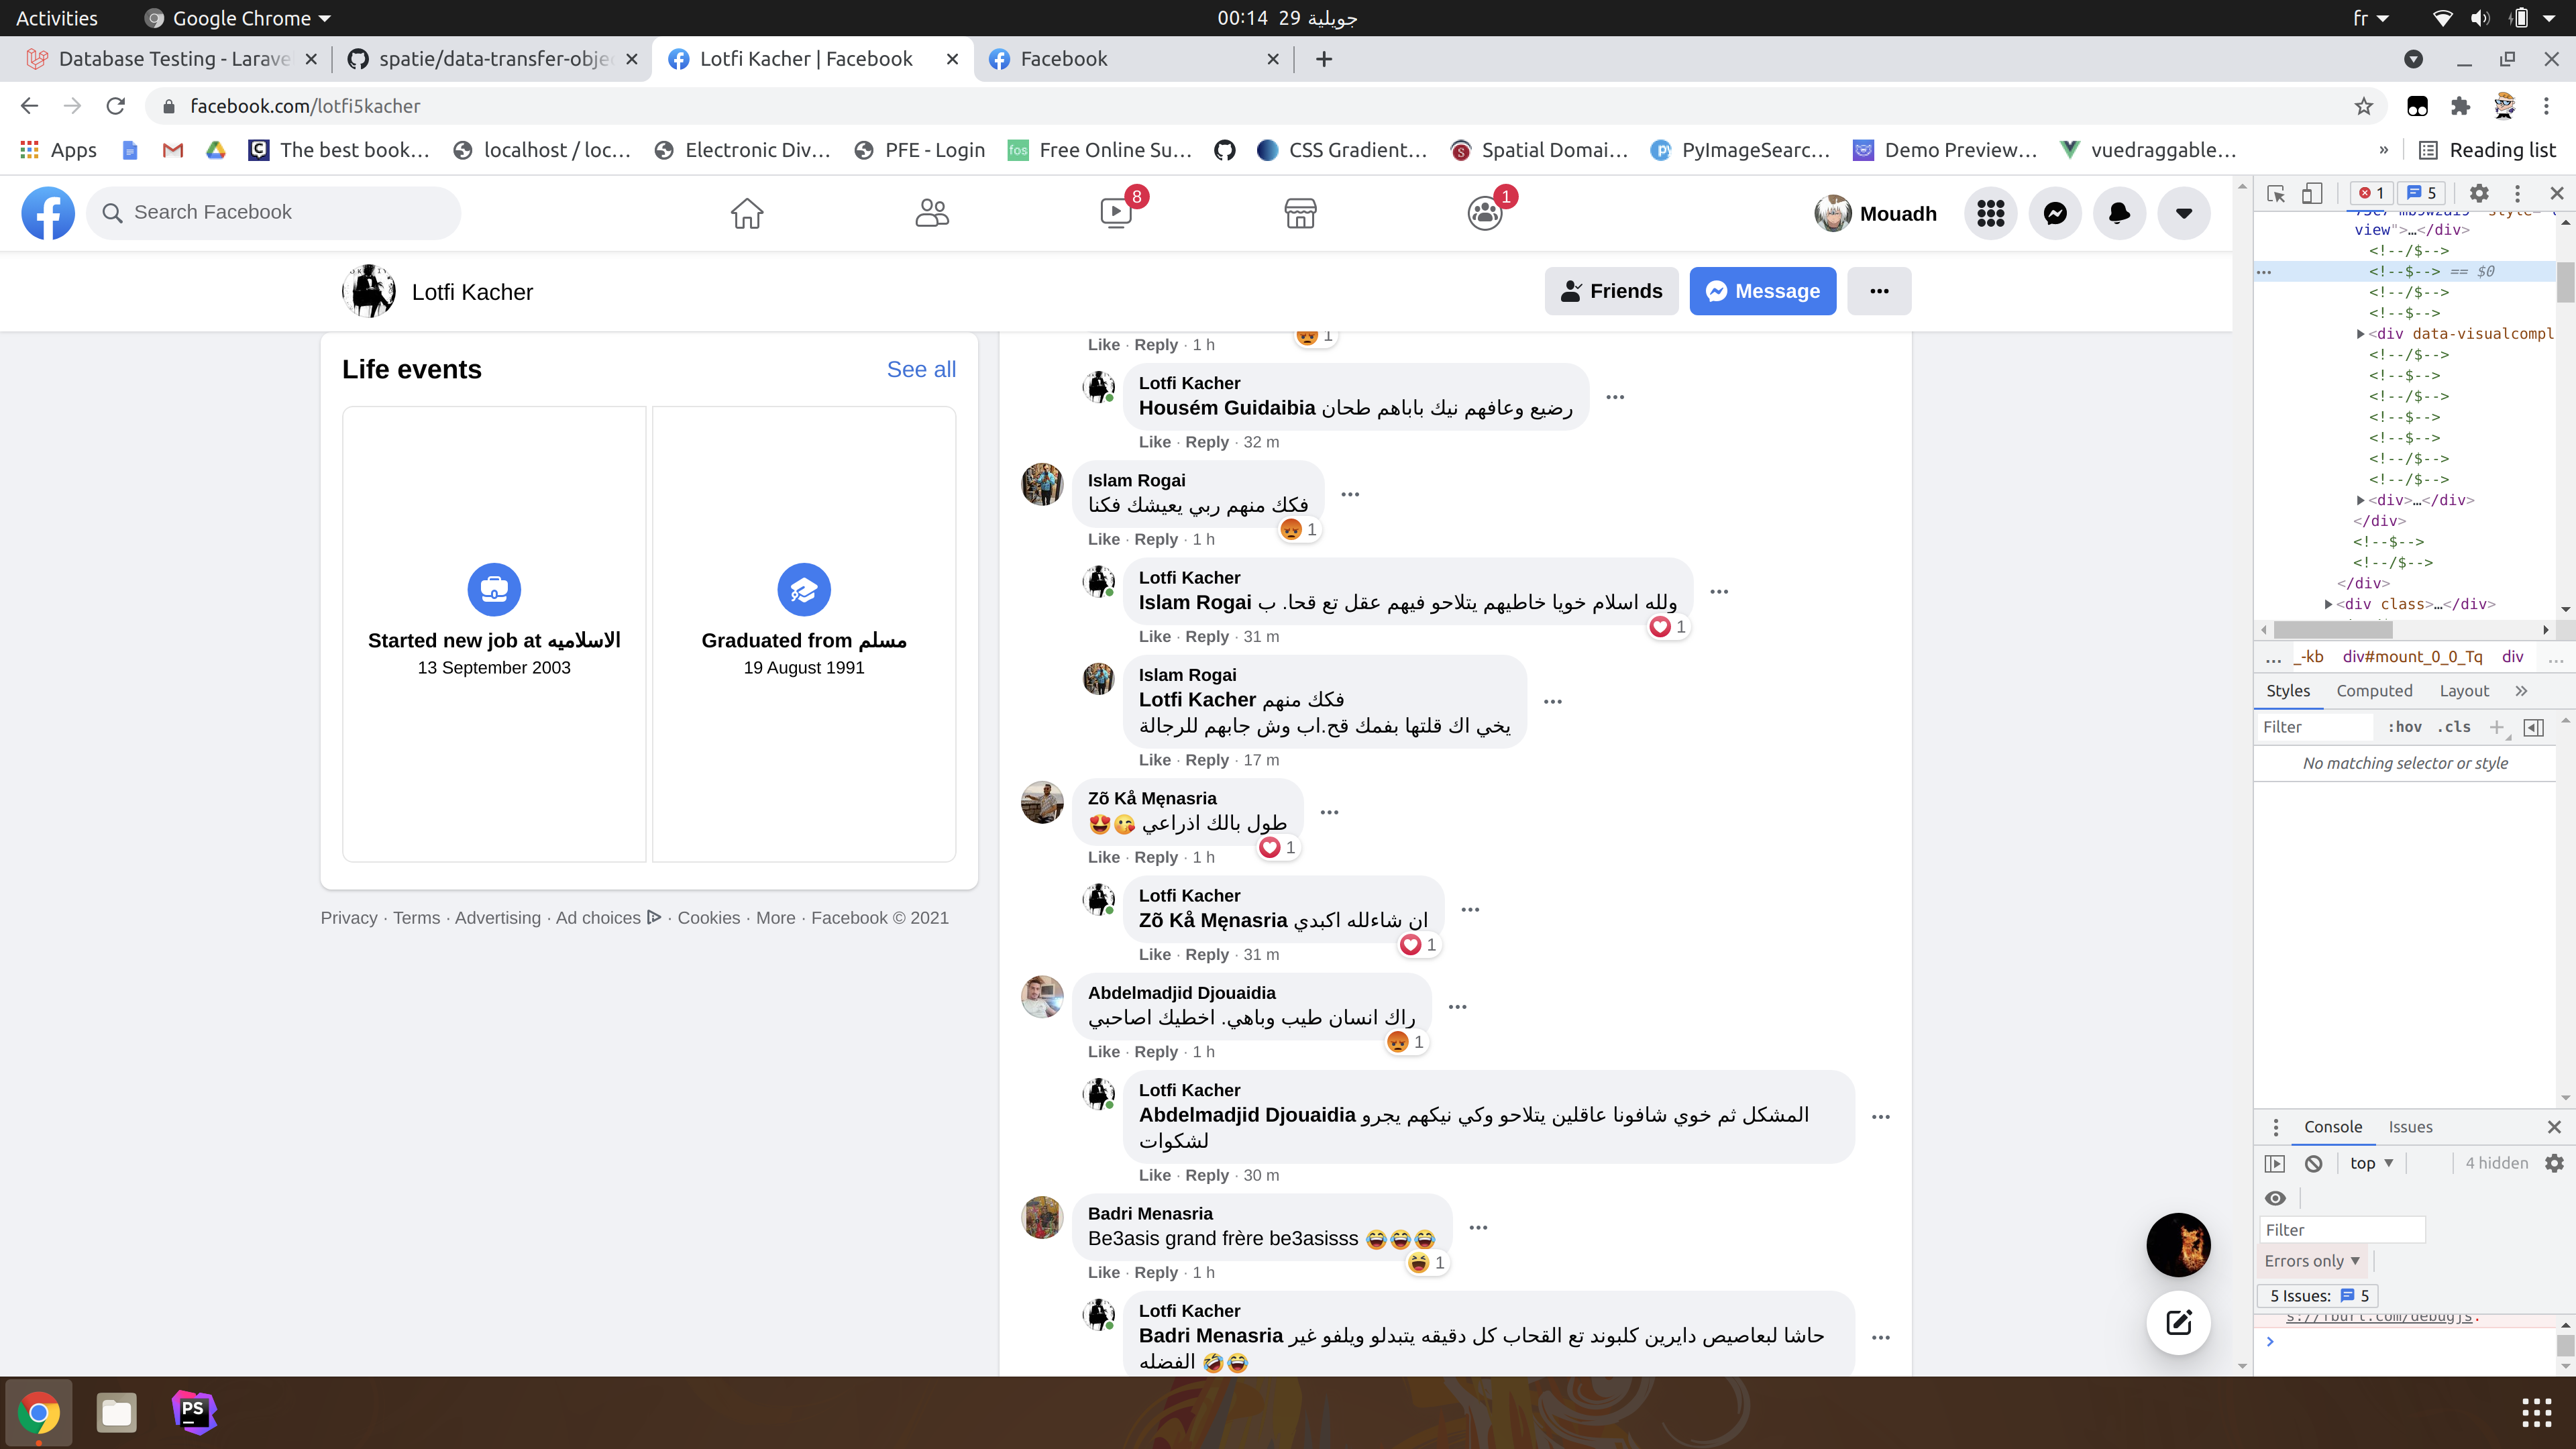 Activities
Google Chrome
00:14 29 جويلية
fr
Database Testing - Larave
spatie/data-transfer-obje
Lotfi Kacher | Facebook
Facebook
facebook.com/lotfi5kacher
Apps
The best book...
localhost / loc...
Electronic Div...
PFE - Login
Free Online Su...
CSS Gradient...
Spatial Domai...
PyImageSearc...
Demo Preview...
vuedraggable...
»
Reading list
Search Facebook
8
1
Mouadh
Lotfi Kacher
Friends
Message
Life events
See all
Started new job at الاسلاميه
13 September 2003
Graduated from مسلم
19 August 1991
Privacy · Terms · Advertising · Ad choices · Cookies · More · Facebook © 2021
1
Like · Reply · 1 h
Lotfi Kacher
Housém Guidaibia رضيع وعافهم نيك باباهم طحان
Like · Reply · 32 m
Islam Rogai
فكك منهم ربي يعيشك فكنا
1
Like · Reply · 1 h
Lotfi Kacher
Islam Rogai ولله اسلام خويا خاطيهم يتلاحو فيهم عقل تع قحا. ب
1
Like · Reply · 31 m
Islam Rogai
Lotfi Kacher فكك منهم
يخي اك قلتها بفمك قح.اب وش جابهم للرجالة
Like · Reply · 17 m
Zõ Kå Męnasria
طول بالك اذراعي 😘😍
1
Like · Reply · 1 h
Lotfi Kacher
Zõ Kå Męnasria ان شاءلله اكبدي
1
Like · Reply · 31 m
Abdelmadjid Djouaidia
راك انسان طيب وباهي. اخطيك اصاحبي
1
Like · Reply · 1 h
Lotfi Kacher
Abdelmadjid Djouaidia المشكل ثم خوي شافونا عاقلين يتلاحو وكي نيكهم يجرو
لشكوات
Like · Reply · 30 m
Badri Menasria
Be3asis grand frère be3asisss 😂😂😂
1
Like · Reply · 1 h
Lotfi Kacher
Badri Menasria حاشا لبعاصيص دايرين كلبوند تع القحاب كل دقيقه يتبدلو ويلفو غير
الفضله 🤣😂
1
5
view">…</div>
<!--/$-->
<!--$--> == $0
<!--/$-->
<!--$-->
<div data-visualcompl
<!--/$-->
<!--$-->
<!--/$-->
<!--$-->
<!--$-->
<!--/$-->
<!--/$-->
<div>…</div>
</div>
<!--$-->
<!--/$-->
</div>
<div class>…</div>
… _-kb div#mount_0_0_Tq div …
Styles
Computed
Layout
»
Filter
:hov
.cls
No matching selector or style
Console
Issues
top
4 hidden
Filter
Errors only
5 Issues: 5
s://fburl.com/debugjs.
PS